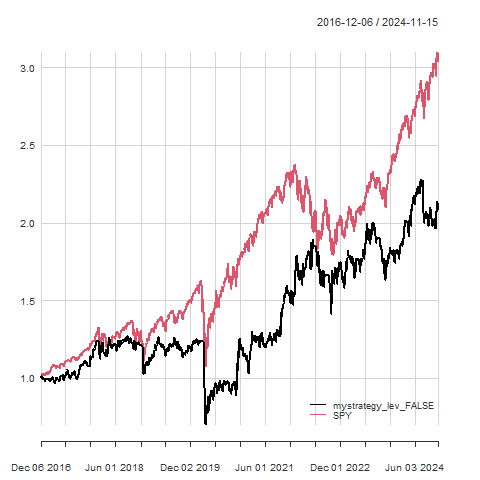 2016-12-06 / 2024-11-15
3.0
2.5
2.0
1.5
1.0
mystrategy_lev_FALSE
SPY
Dec 06 2016 Jun 01 2018 Dec 02 2019 Jun 01 2021 Dec 01 2022 Jun 03 2024